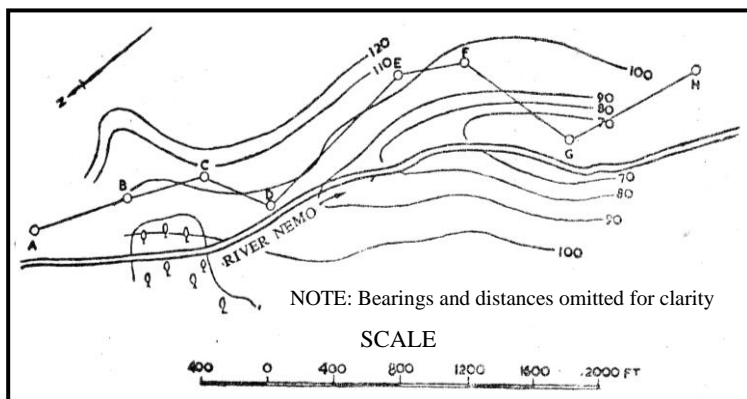 120
110
E
F
100
H
N
90
80
70
C
B
D
G
A
70
80
90
100
RIVER NEMO
NOTE: Bearings and distances omitted for clarity
SCALE
400 0 400 800 1200 1600 2000 FT